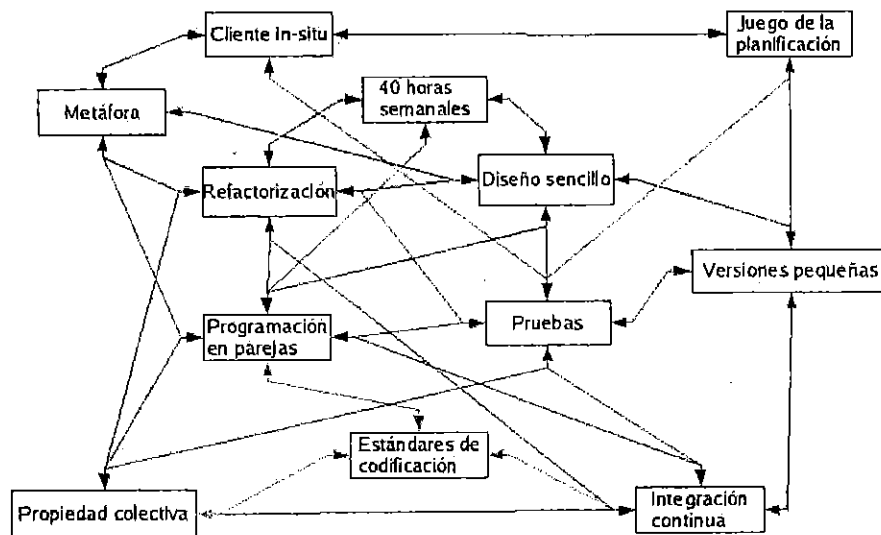 Cliente in-situ
Juego de la
planificación
40 horas
semanales
Metáfora
Refactorización
Diseño sencillo
Versiones pequeñas
Programación
en parejas
Pruebas
Estándares de
codificación
Propiedad colectiva
Integración
continua